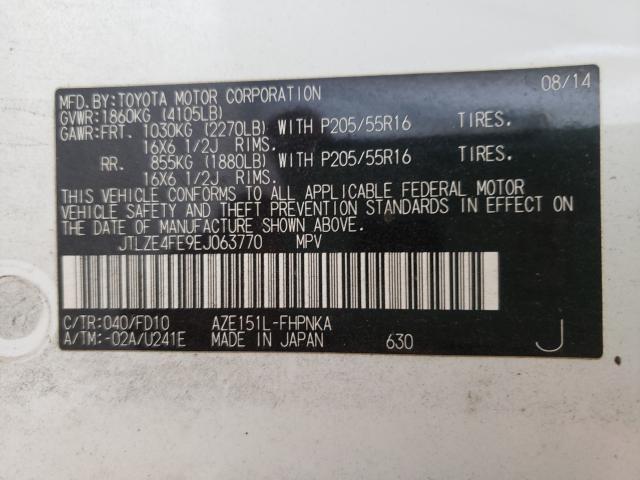 08/14
MFD.BY:TOYOTA MOTOR CORPORATION
GVWR:1860KG (4105LB)
GAWR:FRT. 1030KG (2270LB) WITH P205/55R16 TIRES.
16X6 1/2J RIMS.
RR. 855KG (1880LB) WITH P205/55R16 TIRES.
16X6 1/2J RIMS.
THIS VEHICLE CONFORMS TO ALL APPLICABLE FEDERAL MOTOR
VEHICLE SAFETY AND THEFT PREVENTION STANDARDS IN EFFECT ON
THE DATE OF MANUFACTURE SHOWN ABOVE.
JTLZE4FE9EJ063770 MPV
C/TR:040/FD10 AZE151L-FHPNKA
A/TM:-02A/U241E MADE IN JAPAN 630 J